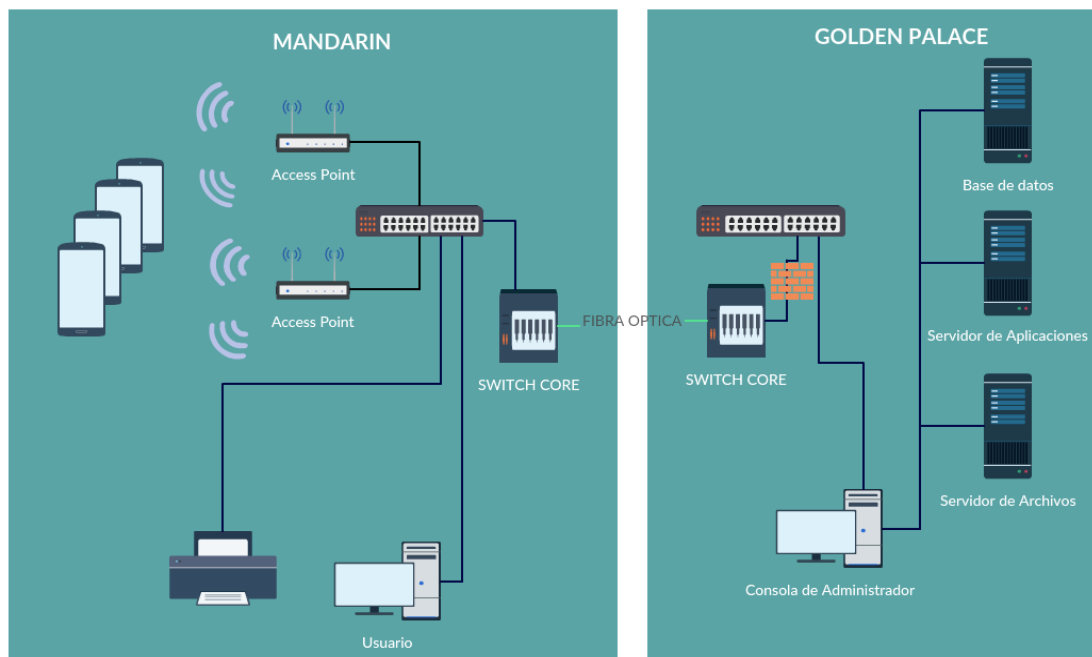 MANDARIN
GOLDEN PALACE
Access Point
Base de datos
Access Point
FIBRA OPTICA
Servidor de Aplicaciones
SWITCH CORE
SWITCH CORE
Servidor de Archivos
Consola de Administrador
Usuario